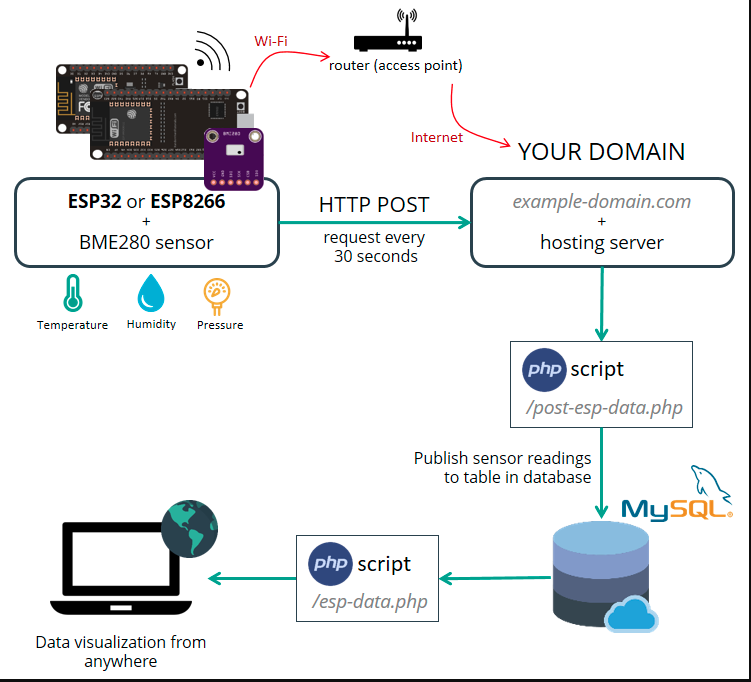 Wi-Fi
router (access point)
Internet
YOUR DOMAIN
WiFi
BME280
ESP32 or ESP8266
+
BME280 sensor
HTTP POST
request every
30 seconds
example-domain.com
+
hosting server
Temperature
Humidity
Pressure
php script
/post-esp-data.php
Publish sensor readings
to table in database
MySQL®
php script
/esp-data.php
Data visualization from
anywhere